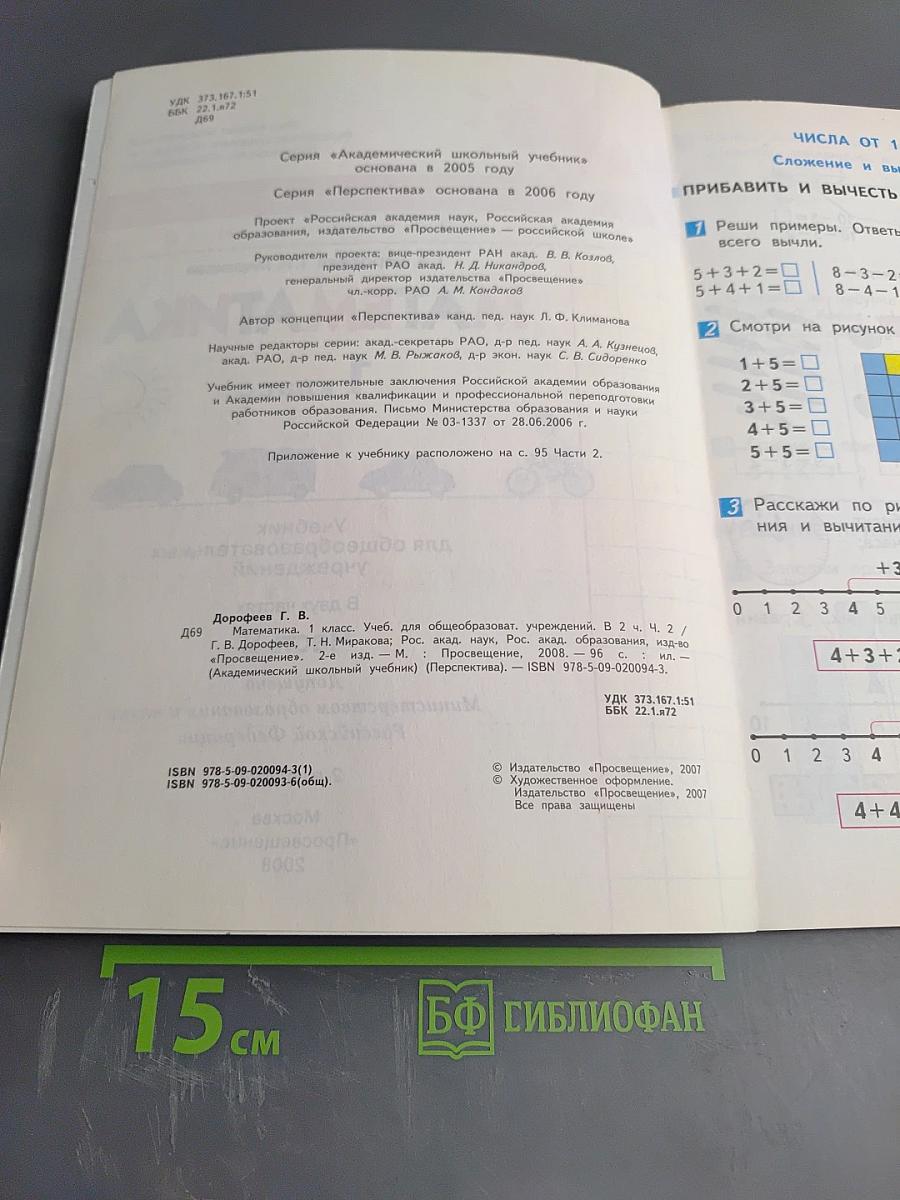 УДК 373.167.1:51
ББК 22.1.я72
Д69
Серия «Академический школьный учебник»
основана в 2005 году
Серия «Перспектива» основана в 2006 году
Проект «Российская академия наук, Российская академия
образования, издательство «Просвещение» — российской школе»
Руководители проекта: вице-президент РАН акад. В. В. Козлов,
президент РАО акад. Н. Д. Никандров,
генеральный директор издательства «Просвещение»
чл.-корр. РАО А. М. Кондаков
Автор концепции «Перспектива» канд. пед. наук Л. Ф. Климанова
Научные редакторы серии: акад.-секретарь РАО, д-р пед. наук А. А. Кузнецов,
акад. РАО, д-р пед. наук М. В. Рыжаков, д-р экон. наук С. В. Сидоренко
Учебник имеет положительные заключения Российской академии образования
и Академии повышения квалификации и профессиональной переподготовки
работников образования. Письмо Министерства образования и науки
Российской Федерации № 03-1337 от 28.06.2006 г.
Приложение к учебнику расположено на с. 95 Части 2.
Дорофеев Г. В.
Д69 Математика. 1 класс. Учеб. для общеобразоват. учреждений. В 2 ч. Ч. 2 /
Г. В. Дорофеев, Т. Н. Миракова; Рос. акад. наук, Рос. акад. образования, изд-во
«Просвещение». 2-е изд. — М. : Просвещение, 2008. — 96 с. : ил. —
(Академический школьный учебник) (Перспектива). — ISBN 978-5-09-020094-3.
УДК 373.167.1:51
ББК 22.1.я72
ISBN 978-5-09-020094-3(1)
ISBN 978-5-09-020093-6(общ).
© Издательство «Просвещение», 2007
© Художественное оформление.
Издательство «Просвещение», 2007
Все права защищены
ЧИСЛА ОТ 1
Сложение и вы
ПРИБАВИТЬ И ВЫЧЕСТЬ
1 Реши примеры. Ответь
всего вычли.
5+3+2=
8−3−2
5+4+1=
8−4−1
2 Смотри на рисунок
1+5=
2+5=
3+5=
4+5=
5+5=
3 Расскажи по ри
ния и вычитани
+3
0 1 2 3 4 5
4+3+
0 1 2 3 4
4+4
15 см
БФ БИБЛИОФАН